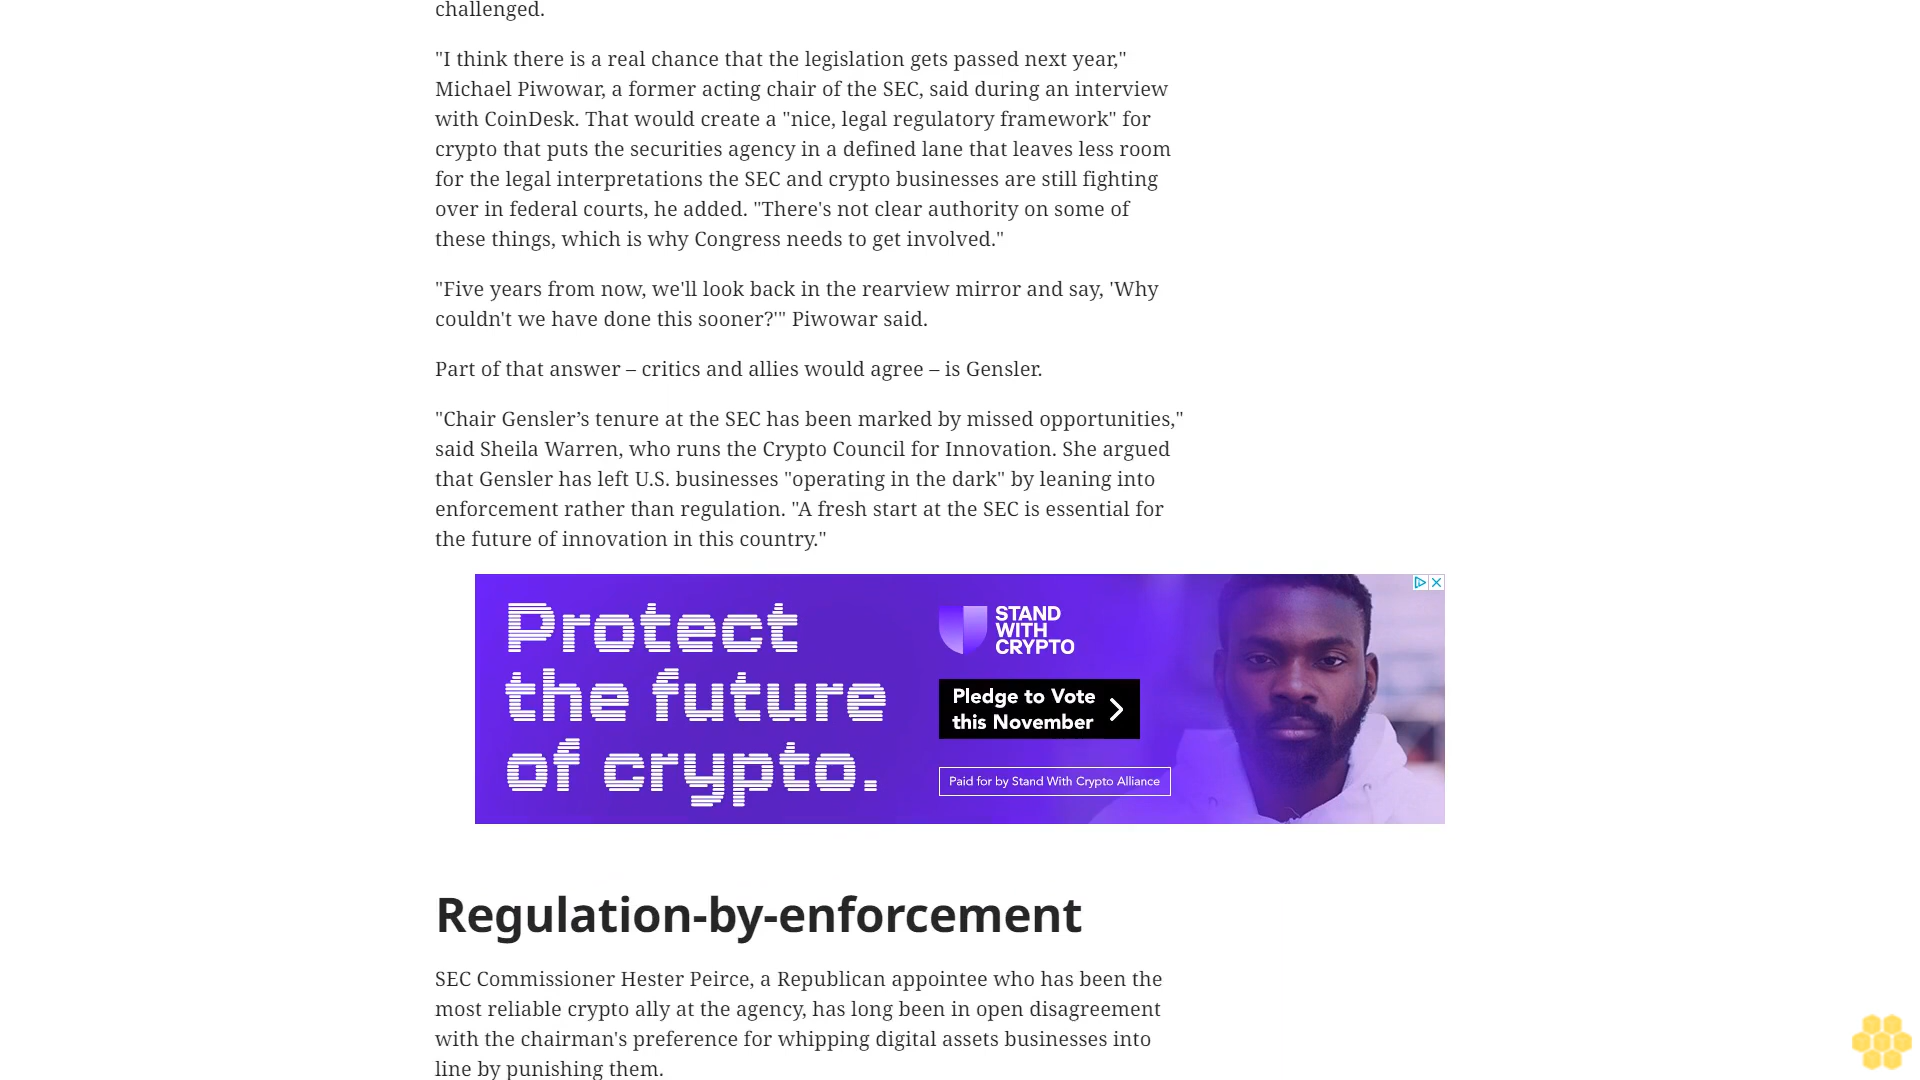 challenged.
"I think there is a real chance that the legislation gets passed next year,"
Michael Piwowar, a former acting chair of the SEC, said during an interview
with CoinDesk. That would create a "nice, legal regulatory framework" for
crypto that puts the securities agency in a defined lane that leaves less room
for the legal interpretations the SEC and crypto businesses are still fighting
over in federal courts, he added. "There's not clear authority on some of
these things, which is why Congress needs to get involved."
"Five years from now, we'll look back in the rearview mirror and say, 'Why
couldn't we have done this sooner?'" Piwowar said.
Part of that answer – critics and allies would agree – is Gensler.
"Chair Gensler’s tenure at the SEC has been marked by missed opportunities,"
said Sheila Warren, who runs the Crypto Council for Innovation. She argued
that Gensler has left U.S. businesses "operating in the dark" by leaning into
enforcement rather than regulation. "A fresh start at the SEC is essential for
the future of innovation in this country."
Protect
the future
of crypto.
STAND
WITH
CRYPTO
Pledge to Vote
this November
Paid for by Stand With Crypto Alliance
Regulation-by-enforcement
SEC Commissioner Hester Peirce, a Republican appointee who has been the
most reliable crypto ally at the agency, has long been in open disagreement
with the chairman's preference for whipping digital assets businesses into
line by punishing them.